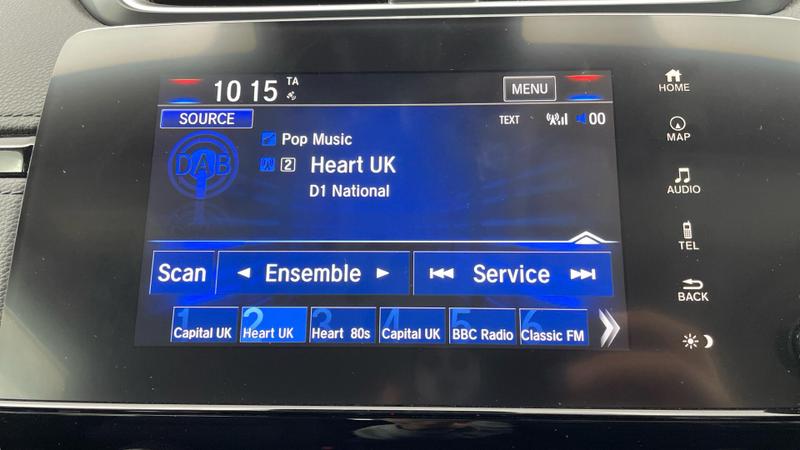 10 15 TA
MENU
SOURCE
TEXT
00
DAB
Pop Music
2 Heart UK
D1 National
Scan
Ensemble
Service
1 Capital UK
2 Heart UK
3 Heart 80s
4 Capital UK
5 BBC Radio
6 Classic FM
HOME
MAP
AUDIO
TEL
BACK